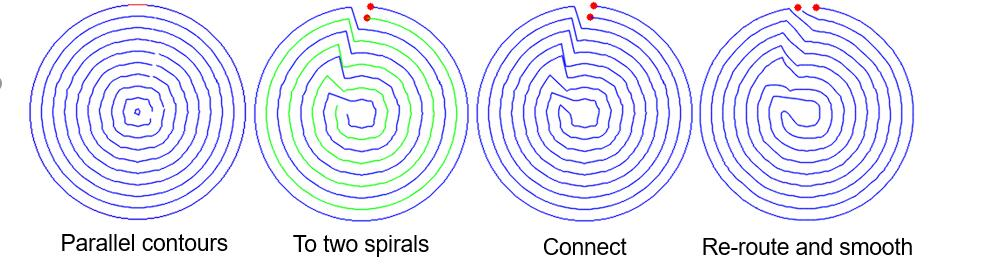 Parallel contours
To two spirals
Connect
Re-route and smooth